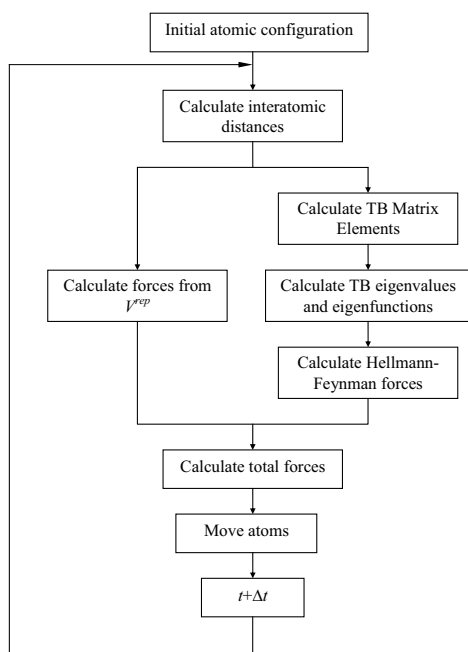 Initial atomic configuration
Calculate interatomic
distances
Calculate TB Matrix
Elements
Calculate forces from
V^rep
Calculate TB eigenvalues
and eigenfunctions
Calculate Hellmann-
Feynman forces
Calculate total forces
Move atoms
t+Δt